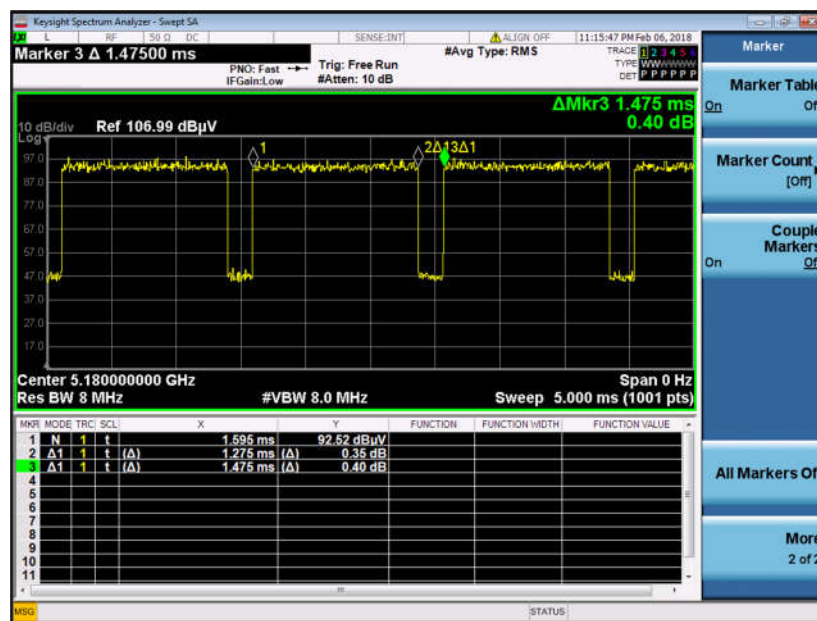 Keysight Spectrum Analyzer - Swept SA
L RF 50 Ω DC SENSE:INT ALIGN OFF 11:15:47 PM Feb 06, 2018
Marker 3 Δ 1.47500 ms
PNO: Fast
IFGain:Low
Trig: Free Run
#Atten: 10 dB
#Avg Type: RMS
TRACE 1 2 3 4 5 6
TYPE WWWWWW
DET P P P P P P
ΔMkr3 1.475 ms
0.40 dB
10 dB/div Ref 106.99 dBµV
Log
97.0
87.0
77.0
67.0
57.0
47.0
37.0
27.0
17.0
1
2Δ1
3Δ1
Center 5.180000000 GHz Span 0 Hz
Res BW 8 MHz #VBW 8.0 MHz Sweep 5.000 ms (1001 pts)
MKR MODE TRC SCL X Y FUNCTION FUNCTION WIDTH FUNCTION VALUE
1 N 1 t 1.595 ms 92.52 dBuV
2 Δ1 1 t (Δ) 1.275 ms (Δ) 0.35 dB
3 Δ1 1 t (Δ) 1.475 ms (Δ) 0.40 dB
4
5
6
7
8
9
10
11
MSG STATUS
Marker
Marker Table
On Of
Marker Count
[Off]
Couple
Markers
On Of
All Markers Of
More
2 of 2